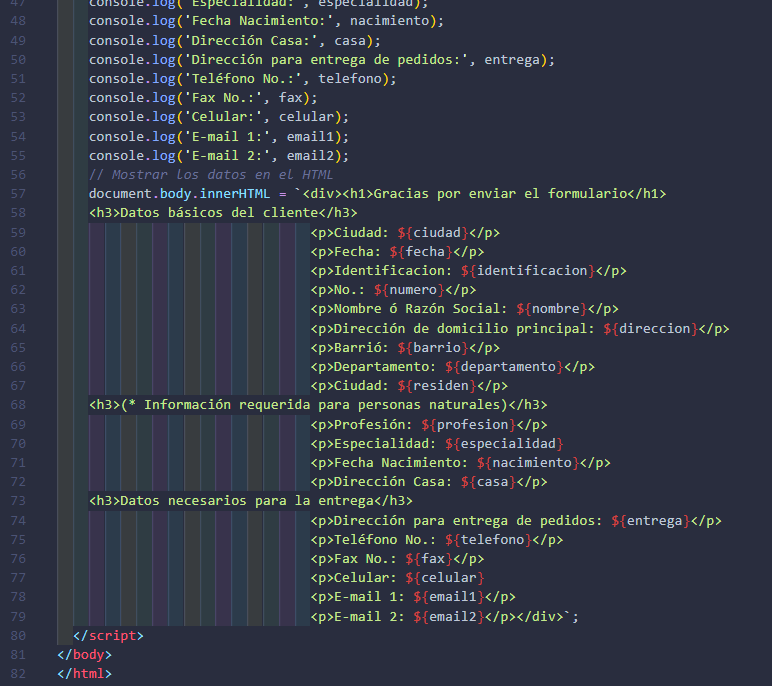 47 console.log('Especialidad:', especialidad);
48 console.log('Fecha Nacimiento:', nacimiento);
49 console.log('Dirección Casa:', casa);
50 console.log('Dirección para entrega de pedidos:', entrega);
51 console.log('Teléfono No.:', telefono);
52 console.log('Fax No.:', fax);
53 console.log('Celular:', celular);
54 console.log('E-mail 1:', email1);
55 console.log('E-mail 2:', email2);
56 // Mostrar los datos en el HTML
57 document.body.innerHTML = `<div><h1>Gracias por enviar el formulario</h1>
58 <h3>Datos básicos del cliente</h3>
59 <p>Ciudad: ${ciudad}</p>
60 <p>Fecha: ${fecha}</p>
61 <p>Identificacion: ${identificacion}</p>
62 <p>No.: ${numero}</p>
63 <p>Nombre ó Razón Social: ${nombre}</p>
64 <p>Dirección de domicilio principal: ${direccion}</p>
65 <p>Barrió: ${barrio}</p>
66 <p>Departamento: ${departamento}</p>
67 <p>Ciudad: ${residen}</p>
68 <h3>(* Información requerida para personas naturales)</h3>
69 <p>Profesión: ${profesion}</p>
70 <p>Especialidad: ${especialidad}
71 <p>Fecha Nacimiento: ${nacimiento}</p>
72 <p>Dirección Casa: ${casa}</p>
73 <h3>Datos necesarios para la entrega</h3>
74 <p>Dirección para entrega de pedidos: ${entrega}</p>
75 <p>Teléfono No.: ${telefono}</p>
76 <p>Fax No.: ${fax}</p>
77 <p>Celular: ${celular}
78 <p>E-mail 1: ${email1}</p>
79 <p>E-mail 2: ${email2}</p></div>`;
80 </script>
81 </body>
82 </html>